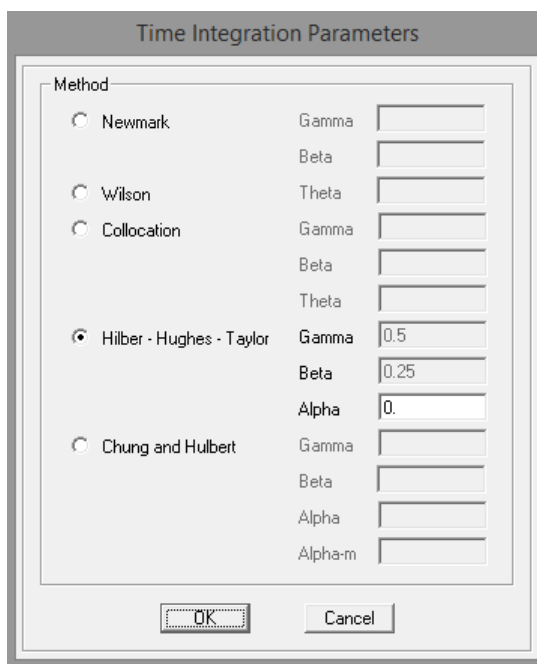 Time Integration Parameters
Method
Newmark Gamma
Beta
Wilson Theta
Collocation Gamma
Beta
Theta
Hilber - Hughes - Taylor Gamma 0.5
Beta 0.25
Alpha 0.
Chung and Hulbert Gamma
Beta
Alpha
Alpha-m
OK Cancel